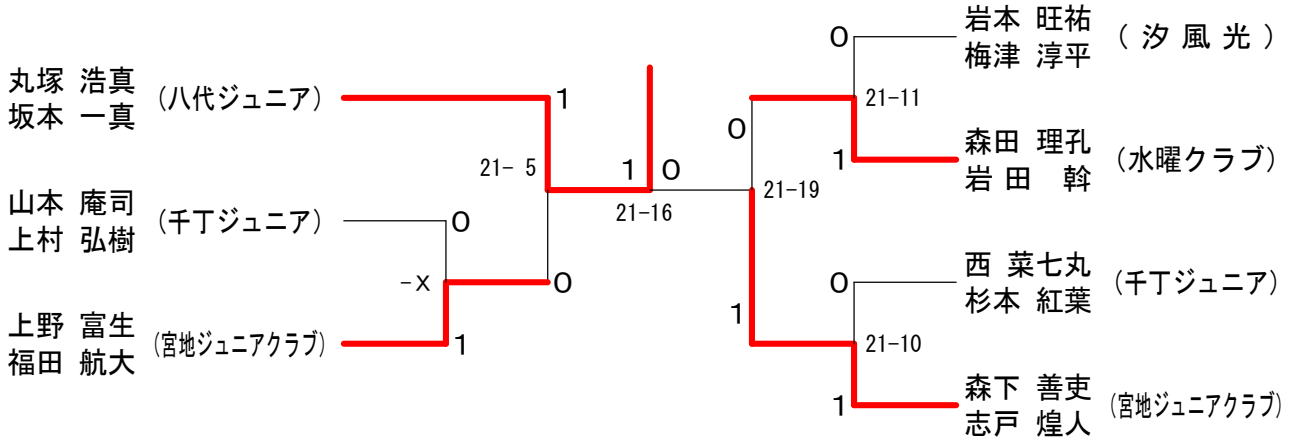 丸塚 浩真
坂本 一真
(八代ジュニア)
山本 庵司
上村 弘樹
(千丁ジュニア)
上野 富生
福田 航大
(宮地ジュニアクラブ)
1
21- 5
0
-X
0
1
1 0
21-16
岩本 旺祐
梅津 淳平
( 汐 風 光 )
森田 理孔
岩 田 幹
(水曜クラブ)
西 菜七丸
杉本 紅葉
(千丁ジュニア)
森下 善吏
志戸 煌人
(宮地ジュニアクラブ)
0
21-11
1
0
21-19
1
0
21-10
1